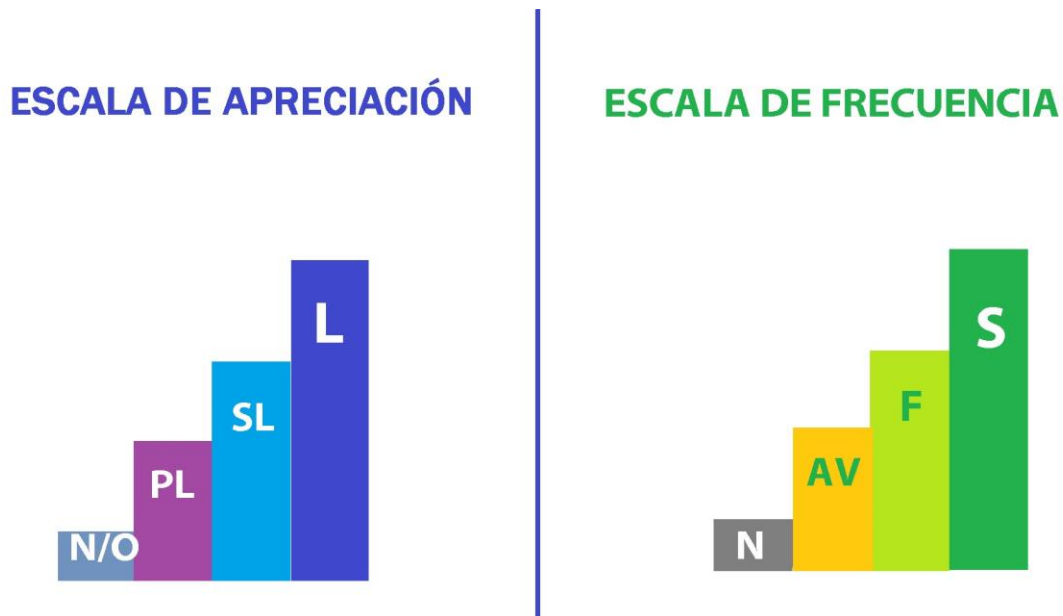 ESCALA DE APRECIACIÓN
L
SL
PL
N/O
ESCALA DE FRECUENCIA
S
F
AV
N